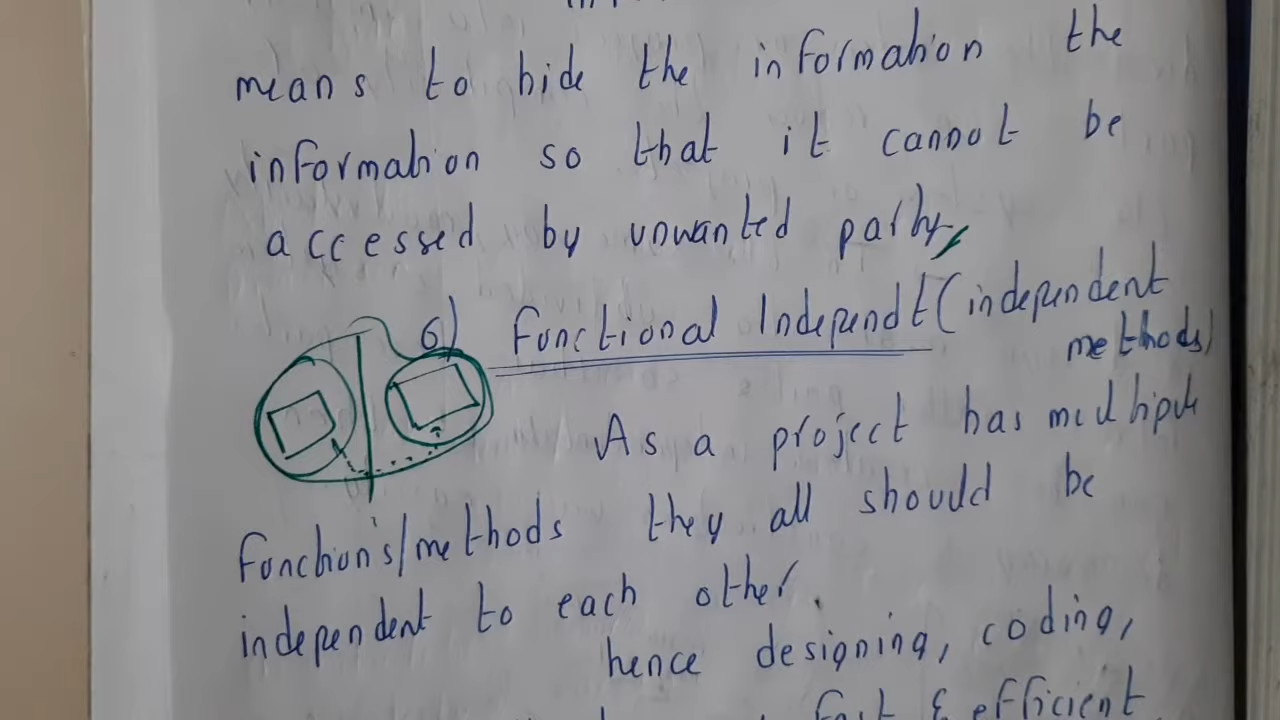 means to hide the information the
information so that it cannot be
accessed by unwanted party
6) Functional Independt (independent
methods)
As a project has multiple
Function's/methods they all should be
independent to each other.
hence designing, coding,
fast & efficient